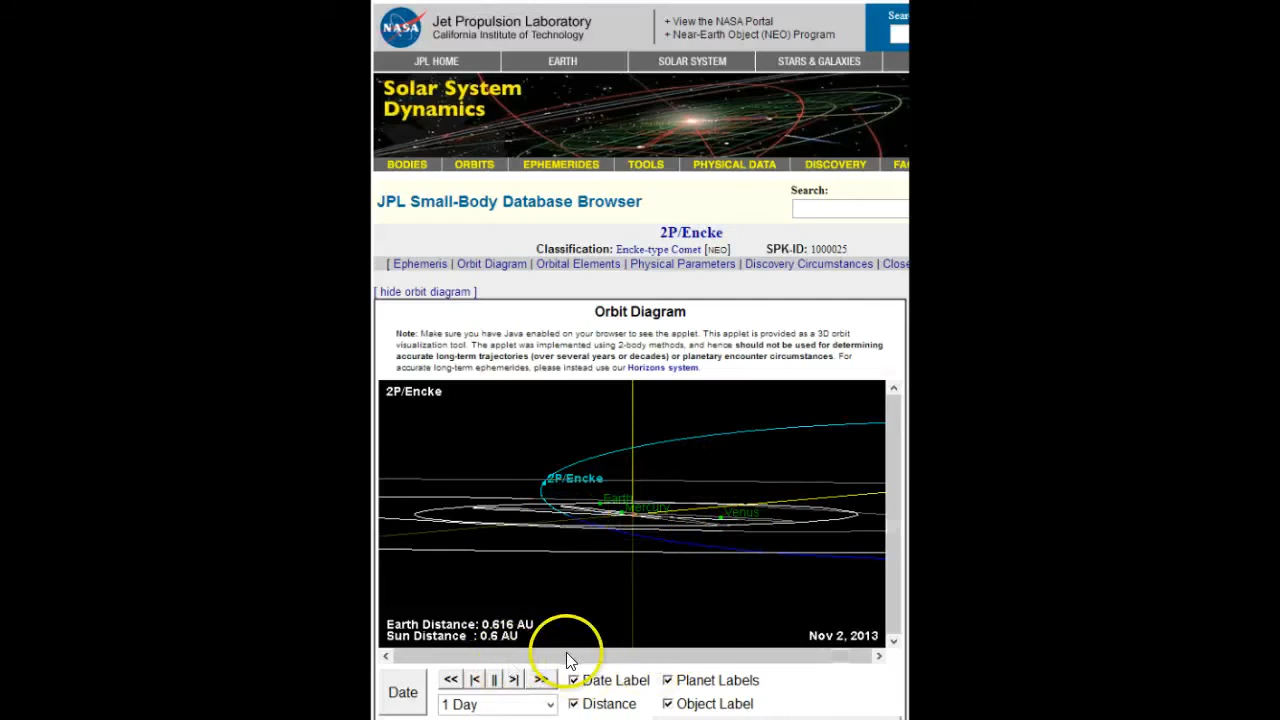 NASA
Jet Propulsion Laboratory
California Institute of Technology
+ View the NASA Portal
+ Near-Earth Object (NEO) Program
Sear
JPL HOME EARTH SOLAR SYSTEM STARS & GALAXIES
Solar System
Dynamics
BODIES ORBITS EPHEMERIDES TOOLS PHYSICAL DATA DISCOVERY FA
JPL Small-Body Database Browser
Search:
2P/Encke
Classification: Encke-type Comet [NEO] SPK-ID: 1000025
[ Ephemeris | Orbit Diagram | Orbital Elements | Physical Parameters | Discovery Circumstances | Close
[ hide orbit diagram ]
Orbit Diagram
Note: Make sure you have Java enabled on your browser to see the applet. This applet is provided as a 3D orbit
visualization tool. The applet was implemented using 2-body methods, and hence should not be used for determining
accurate long-term trajectories (over several years or decades) or planetary encounter circumstances. For
accurate long-term ephemerides, please instead use our Horizons system.
2P/Encke
2P/Encke
Earth
Mercury
Venus
Earth Distance: 0.616 AU
Sun Distance : 0.6 AU
Nov 2, 2013
Date << |< || >| >> Date Label Planet Labels
1 Day Distance Object Label